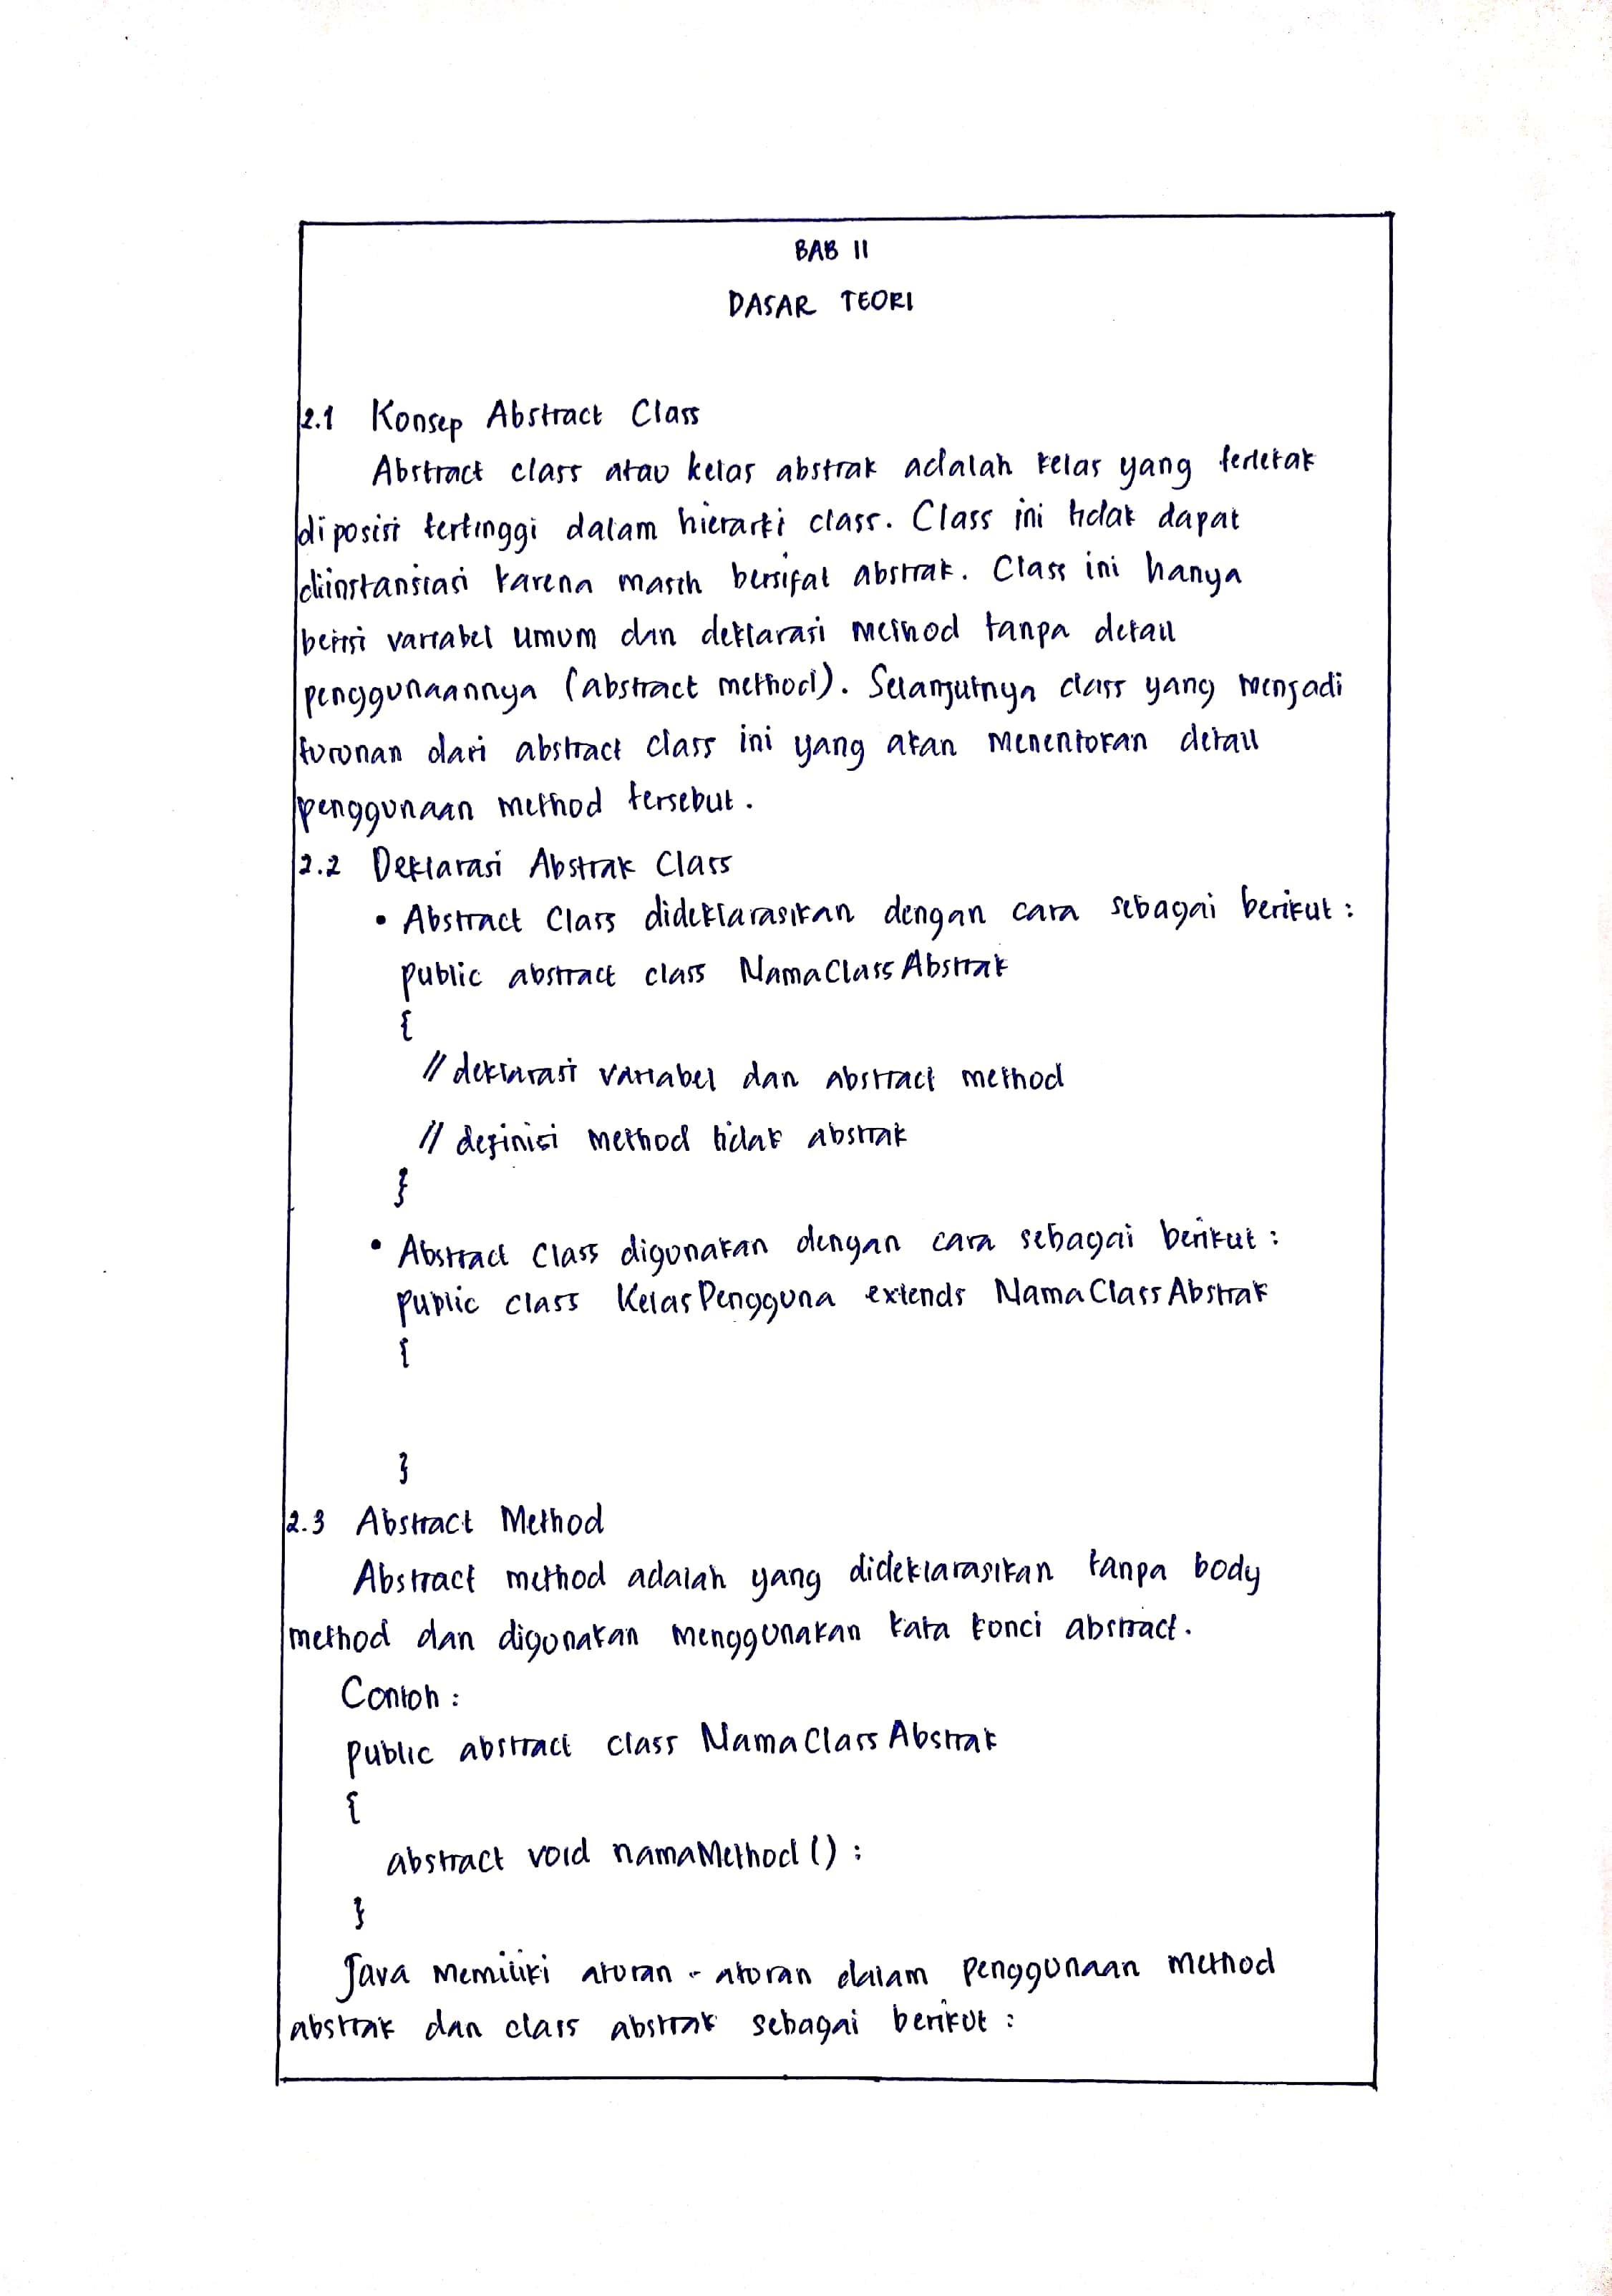 BAB II
DASAR TEORI
2.1 Konsep Abstract Class
Abstract class atau kelas abstrak adalah kelas yang terletak
di posisi tertinggi dalam hierarki class. Class ini tidak dapat
diinstansiasi karena masih bersifat abstrak. Class ini hanya
berisi variabel umum dan deklarasi method tanpa detail
penggunaannya (abstract method). Selanjutnya class yang menjadi
turunan dari abstract class ini yang akan menentukan detail
penggunaan method tersebut.
2.2 Deklarasi Abstrak Class
• Abstract Class dideklarasikan dengan cara sebagai berikut :
public abstract class NamaClassAbstrak
{
// deklarasi variabel dan abstract method
// definisi method tidak abstrak
}
• Abstract Class digunakan dengan cara sebagai berikut :
public class KelasPengguna extends NamaClassAbstrak
{
}
2.3 Abstract Method
Abstract method adalah yang dideklarasikan tanpa body
method dan digunakan menggunakan kata kunci abstract.
Contoh :
public abstract class NamaClassAbstrak
{
abstract void namaMethod() :
}
Java memiliki aturan - aturan dalam penggunaan method
abstrak dan class abstrak sebagai berikut :